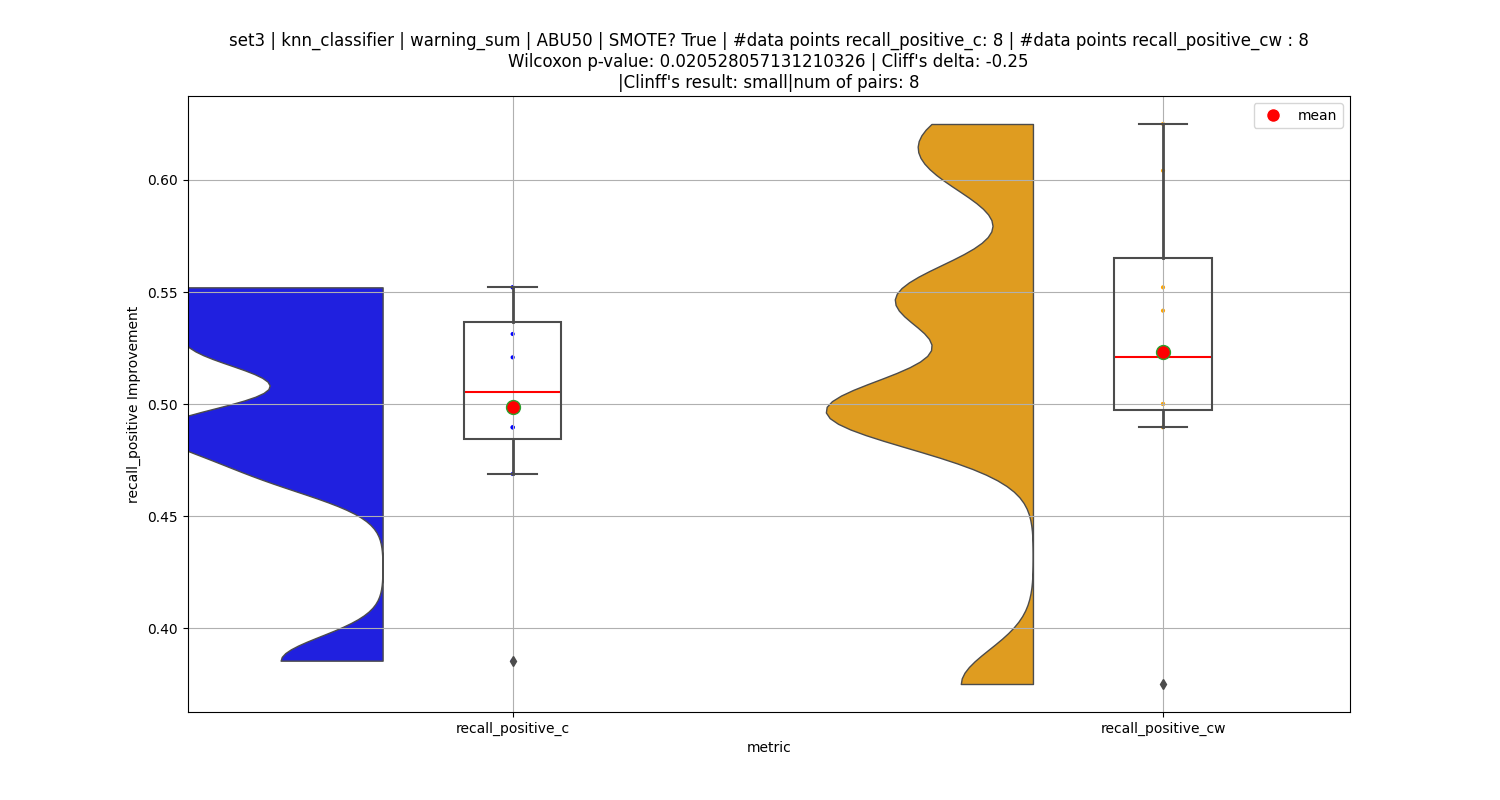 set3 | knn_classifier | warning_sum | ABU50 | SMOTE? True | #data points recall_positive_c: 8 | #data points recall_positive_cw : 8
Wilcoxon p-value: 0.020528057131210326 | Cliff's delta: -0.25
|Clinff's result: small|num of pairs: 8
mean
0.60
0.55
0.50
0.45
0.40
recall_positive Improvement
recall_positive_c
recall_positive_cw
metric